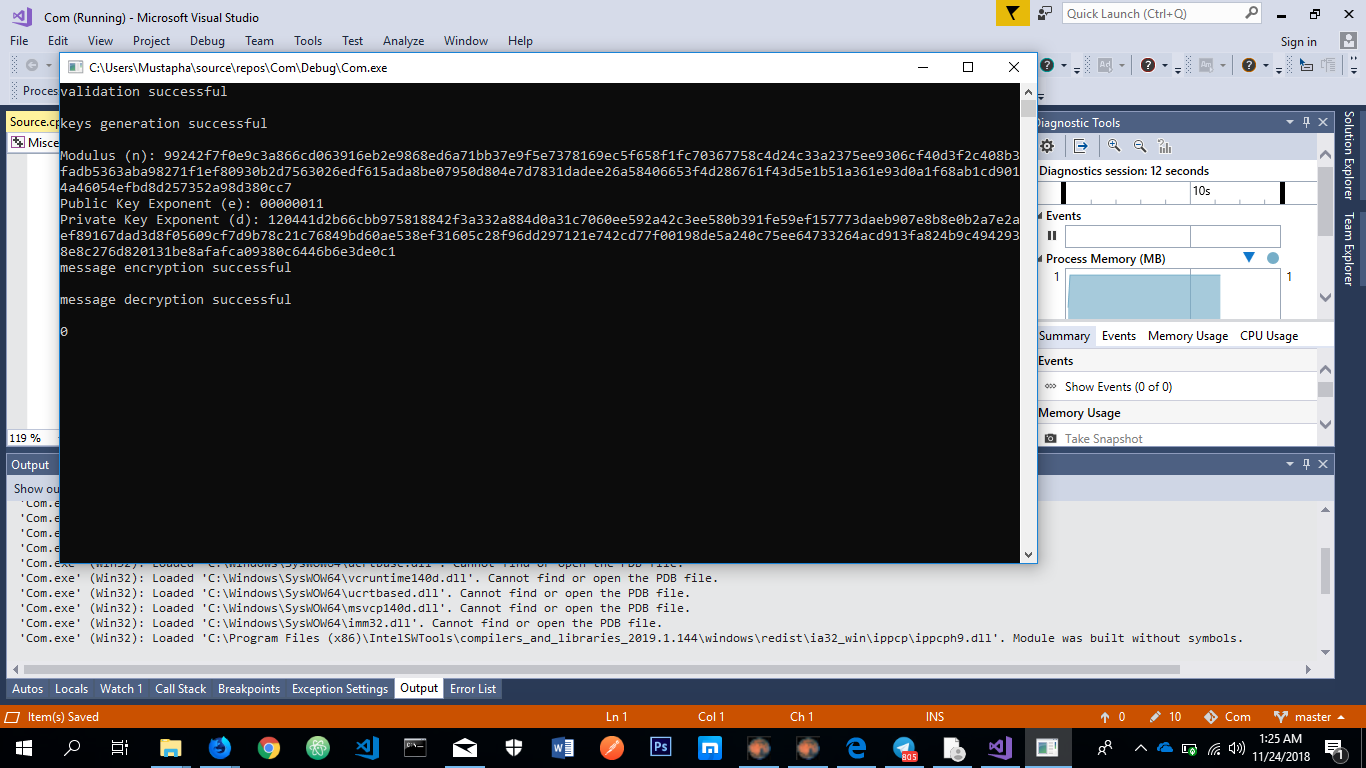 Com (Running) - Microsoft Visual Studio
Quick Launch (Ctrl+Q)
File Edit View Project Debug Team Tools Test Analyze Window Help
Sign in
C:\Users\Mustapha\source\repos\Com\Debug\Com.exe
validation successful
keys generation successful
Modulus (n): 99242f7f0e9c3a866cd063916eb2e9868ed6a71bb37e9f5e7378169ec5f658f1fc70367758c4d24c33a2375ee9306cf40d3f2c408b3
fadb5363aba98271f1ef80930b2d7563026edf615ada8be07950d804e7d7831dadee26a58406653f4d286761f43d5e1b51a361e93d0a1f68ab1cd901
4a46054efbd8d257352a98d380cc7
Public Key Exponent (e): 00000011
Private Key Exponent (d): 120441d2b66cbb975818842f3a332a884d0a31c7060ee592a42c3ee580b391fe59ef157773daeb907e8b8e0b2a7e2a
ef89167dad3d8f05609cf7d9b78c21c76849bd60ae538ef31605c28f96dd297121e742cd77f00198de5a240c75ee64733264acd913fa824b9c494293
8e8c276d820131be8afafca09380c6446b6e3de0c1
message encryption successful
message decryption successful
0
Proces
Source.cp
Misce
119 %
Diagnostic Tools
Diagnostics session: 12 seconds
10s
Events
Process Memory (MB)
1 1
Summary Events Memory Usage CPU Usage
Events
Show Events (0 of 0)
Memory Usage
Take Snapshot
Solution Explorer
Team Explorer
Output
Show ou
'Com.e
'Com.e
'Com.e
'Com.e
'Com.exe' (Win32): Loaded 'C:\Windows\SysWOW64\ucrtbase.dll'. Cannot find or open the PDB file.
'Com.exe' (Win32): Loaded 'C:\Windows\SysWOW64\vcruntime140d.dll'. Cannot find or open the PDB file.
'Com.exe' (Win32): Loaded 'C:\Windows\SysWOW64\ucrtbased.dll'. Cannot find or open the PDB file.
'Com.exe' (Win32): Loaded 'C:\Windows\SysWOW64\msvcp140d.dll'. Cannot find or open the PDB file.
'Com.exe' (Win32): Loaded 'C:\Windows\SysWOW64\imm32.dll'. Cannot find or open the PDB file.
'Com.exe' (Win32): Loaded 'C:\Program Files (x86)\IntelSWTools\compilers_and_libraries_2019.1.144\windows\redist\ia32_win\ippcp\ippcph9.dll'. Module was built without symbols.
Autos Locals Watch 1 Call Stack Breakpoints Exception Settings Output Error List
Item(s) Saved Ln 1 Col 1 Ch 1 INS 0 10 Com master
1:25 AM
11/24/2018
805
1